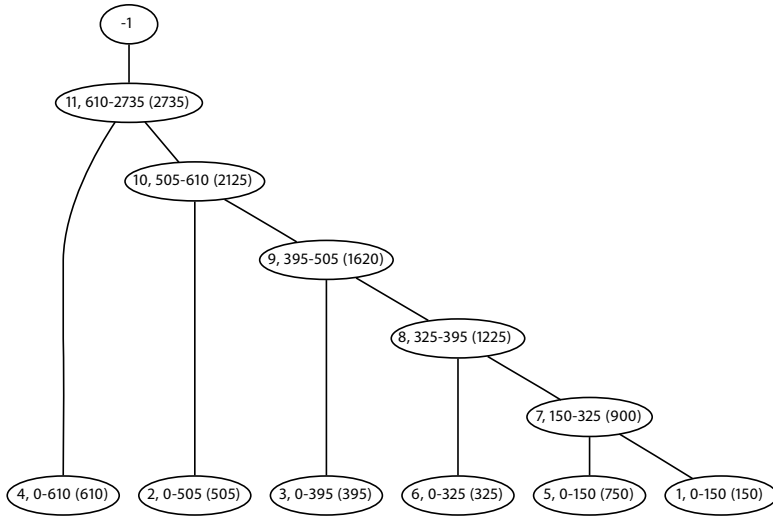 -1
11, 610-2735 (2735)
10, 505-610 (2125)
9, 395-505 (1620)
8, 325-395 (1225)
7, 150-325 (900)
4, 0-610 (610)
2, 0-505 (505)
3, 0-395 (395)
6, 0-325 (325)
5, 0-150 (750)
1, 0-150 (150)